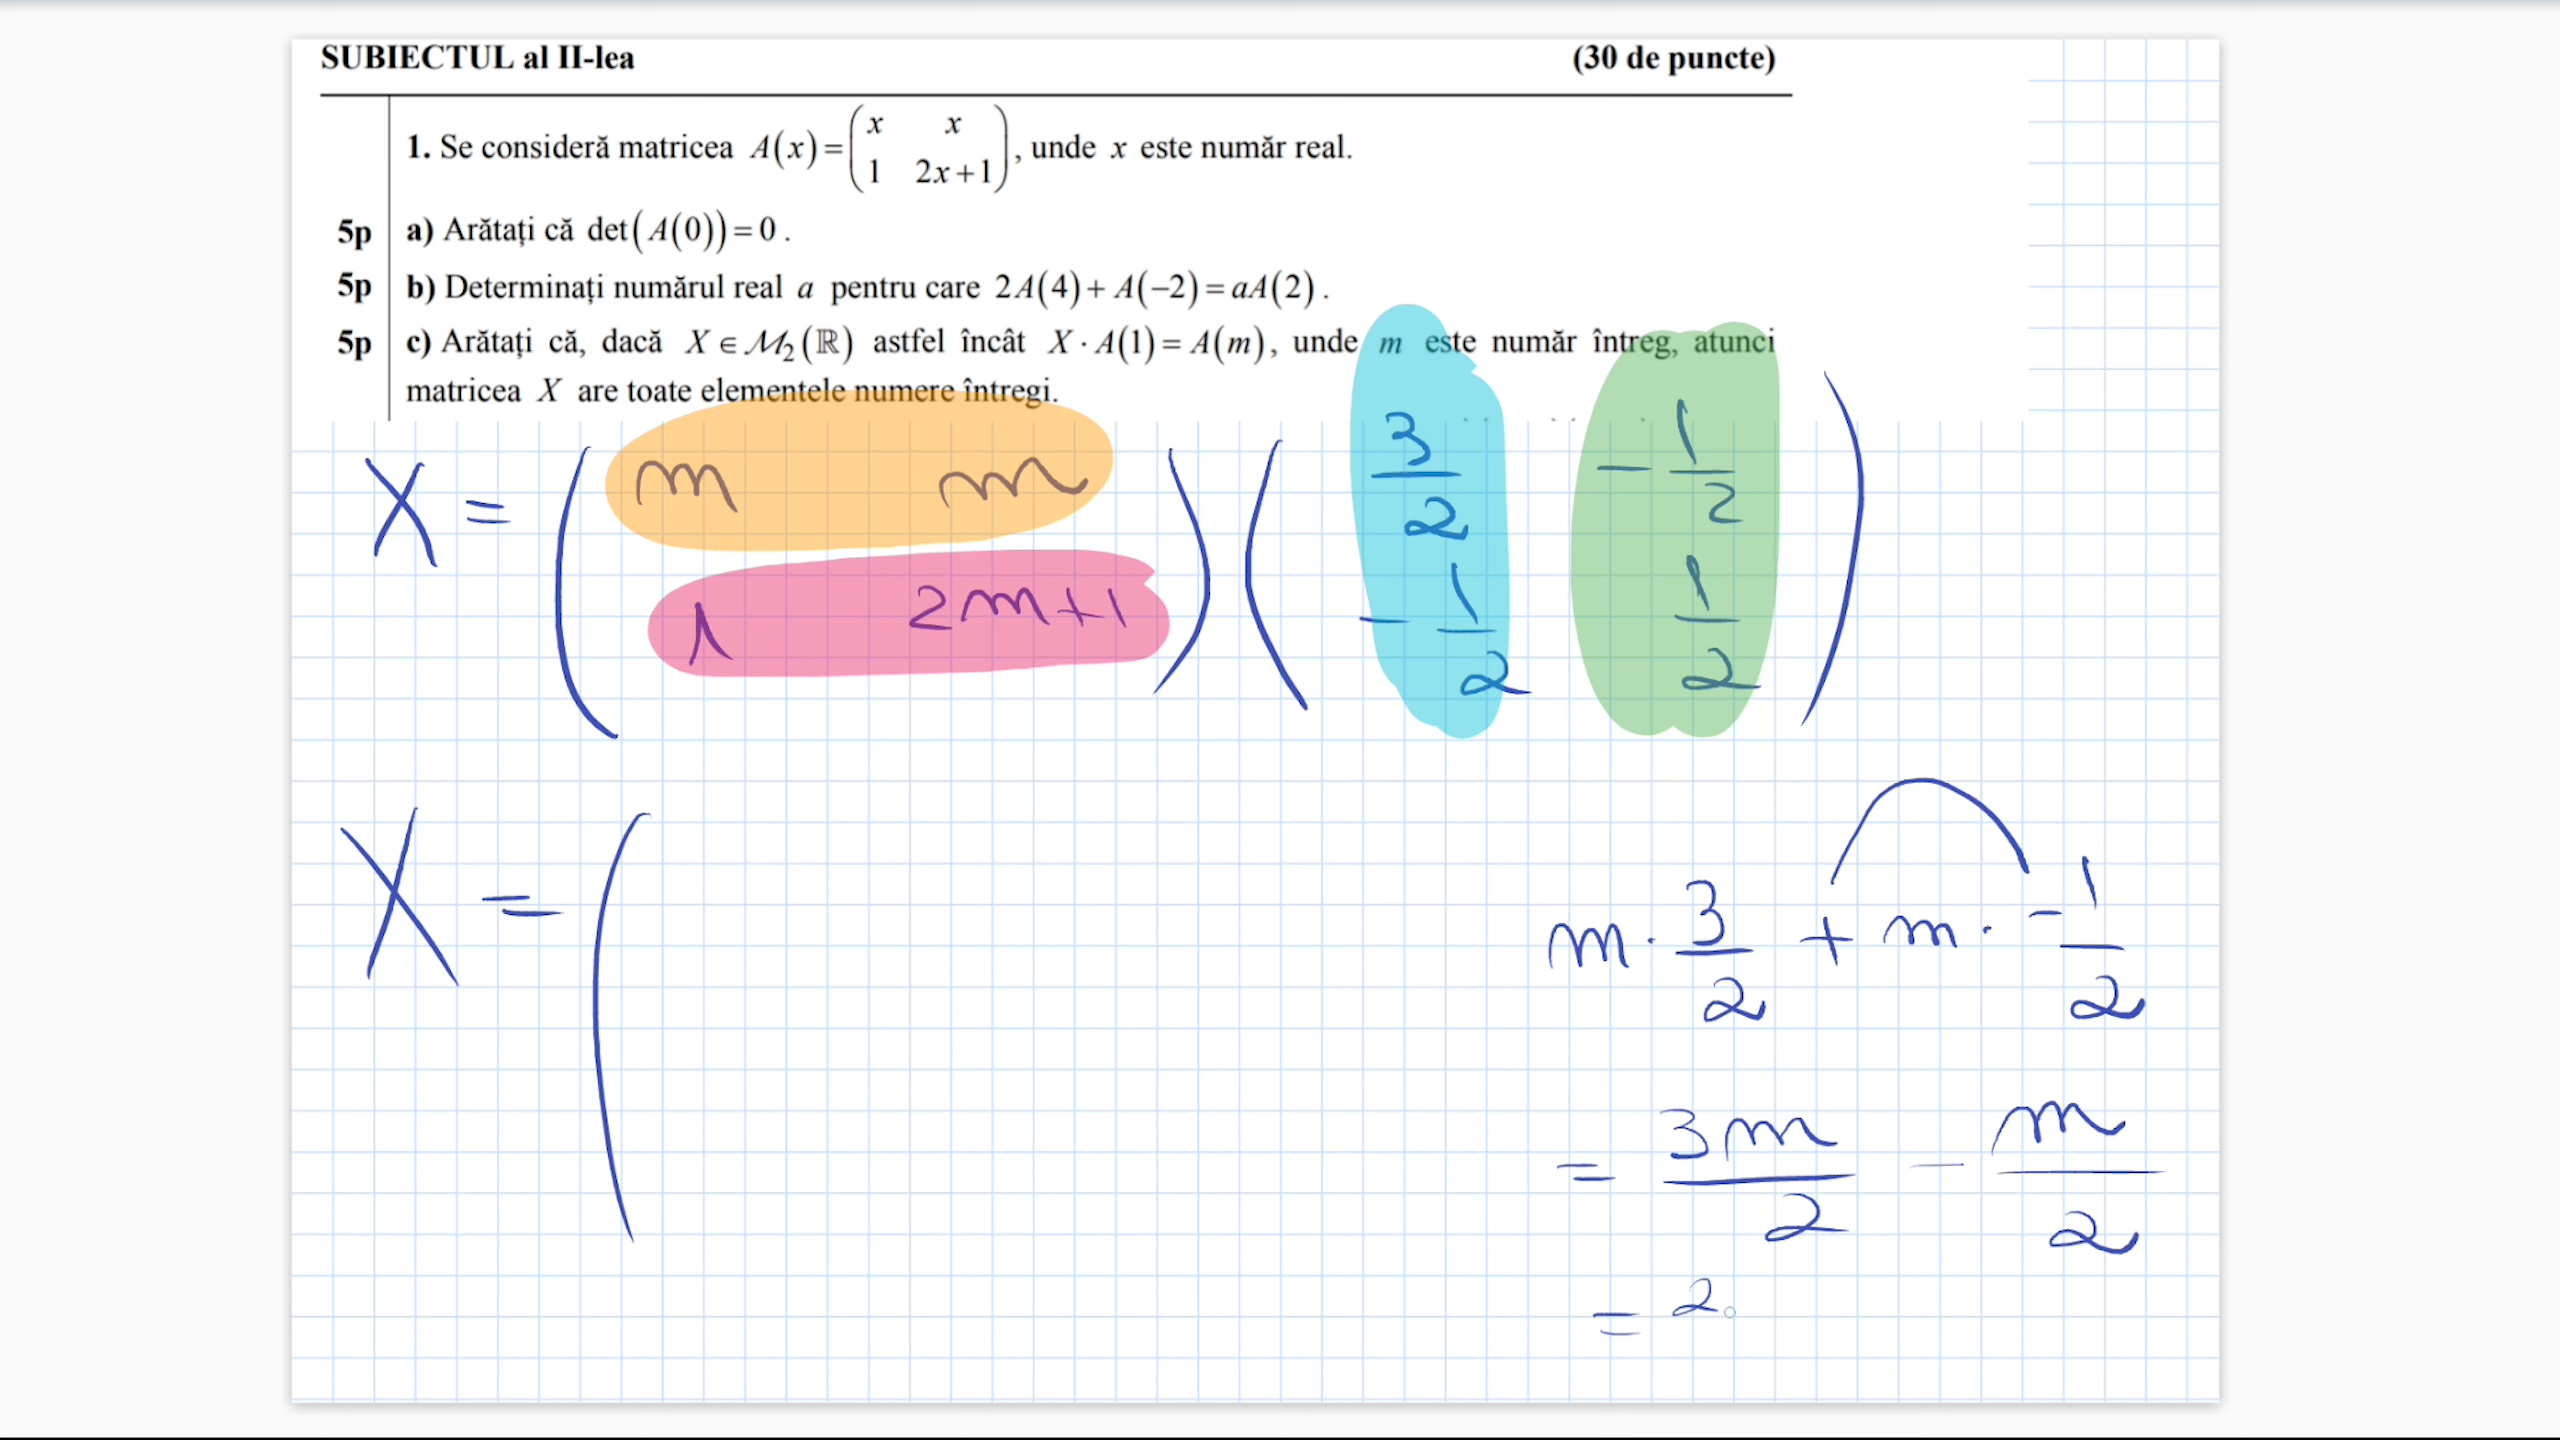 SUBIECTUL al II-lea (30 de puncte)
1. Se consideră matricea A(x)=(x x; 1 2x+1), unde x este număr real.
5p a) Arătați că det(A(0))=0.
5p b) Determinați numărul real a pentru care 2A(4)+A(−2)=aA(2).
5p c) Arătați că, dacă X∈M₂(ℝ) astfel încât X·A(1)=A(m), unde m este număr întreg, atunci
matricea X are toate elementele numere întregi.
X = (m m; 1 2m+1)(3/2 −1/2; −1/2 1/2)
X = (
m · 3/2 + m · −1/2
= 3m/2 − m/2
= 2